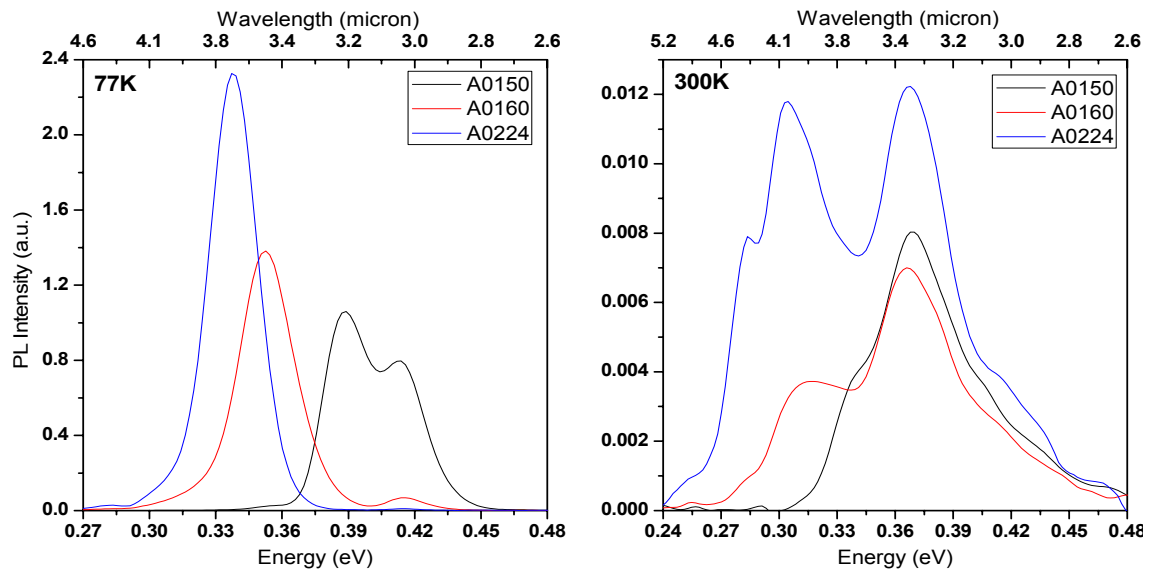 Wavelength (micron)
4.6 4.1 3.8 3.4 3.2 3.0 2.8 2.6
2.4
2.0
1.6
1.2
0.8
0.4
0.0
PL Intensity (a.u.)
77K
A0150
A0160
A0224
0.27 0.30 0.33 0.36 0.39 0.42 0.45 0.48
Energy (eV)
Wavelength (micron)
5.2 4.6 4.1 3.8 3.4 3.2 3.0 2.8 2.6
0.012
0.010
0.008
0.006
0.004
0.002
0.000
300K
A0150
A0160
A0224
0.24 0.27 0.30 0.33 0.36 0.39 0.42 0.45 0.48
Energy (eV)